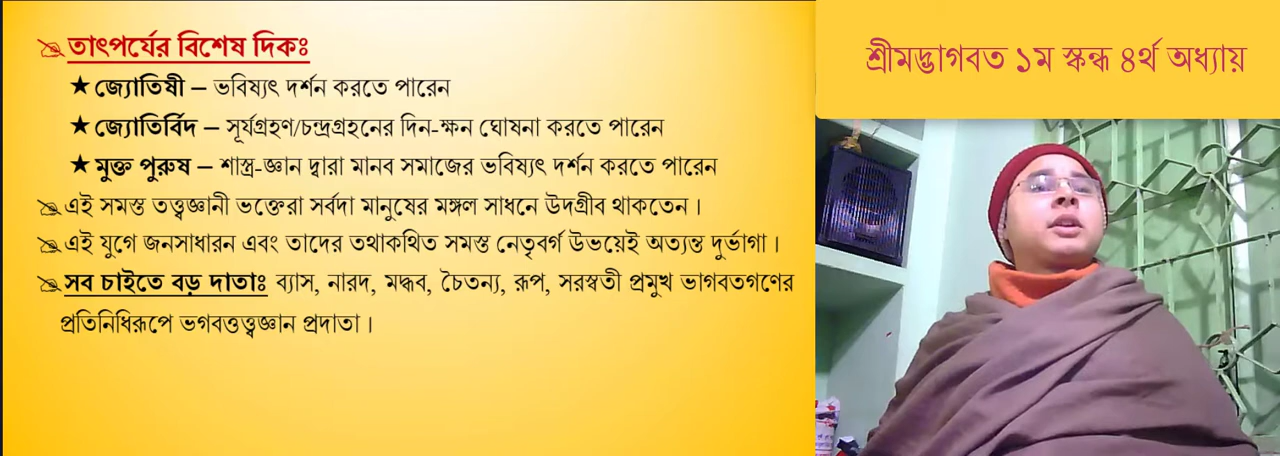 তাৎপর্যের বিশেষ দিকঃ
★ জ্যোতিষী – ভবিষ্যৎ দর্শন করতে পারেন
★ জ্যোতির্বিদ – সূর্যগ্রহণ/চন্দ্রগ্রহনের দিন-ক্ষন ঘোষনা করতে পারেন
★ মুক্ত পুরুষ – শাস্ত্র-জ্ঞান দ্বারা মানব সমাজের ভবিষ্যৎ দর্শন করতে পারেন
এই সমস্ত তত্ত্বজ্ঞানী ভক্তেরা সর্বদা মানুষের মঙ্গল সাধনে উদগ্রীব থাকতেন।
এই যুগে জনসাধারন এবং তাদের তথাকথিত সমস্ত নেতৃবর্গ উভয়েই অত্যন্ত দুর্ভাগা।
সব চাইতে বড় দাতাঃ ব্যাস, নারদ, মদ্ধব, চৈতন্য, রূপ, সরস্বতী প্রমুখ ভাগবতগণের
প্রতিনিধিরূপে ভগবত্তত্ত্বজ্ঞান প্রদাতা।
শ্রীমদ্ভাগবত ১ম স্কন্ধ ৪র্থ অধ্যায়